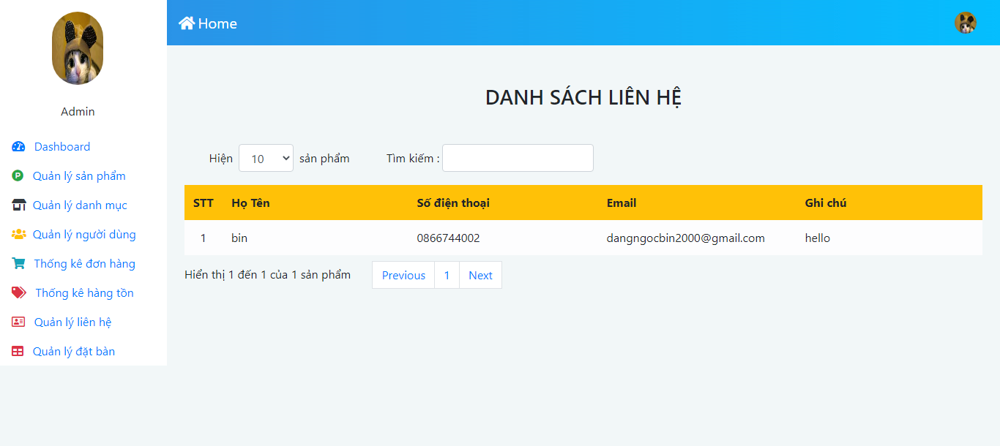 Home
Admin
Dashboard
Quản lý sản phẩm
Quản lý danh mục
Quản lý người dùng
Thống kê đơn hàng
Thống kê hàng tồn
Quản lý liên hệ
Quản lý đặt bàn
DANH SÁCH LIÊN HỆ
Hiện 10 sản phẩm Tìm kiếm :
STT Họ Tên Số điện thoại Email Ghi chú
1 bin 0866744002 dangngocbin2000@gmail.com hello
Hiển thị 1 đến 1 của 1 sản phẩm Previous 1 Next